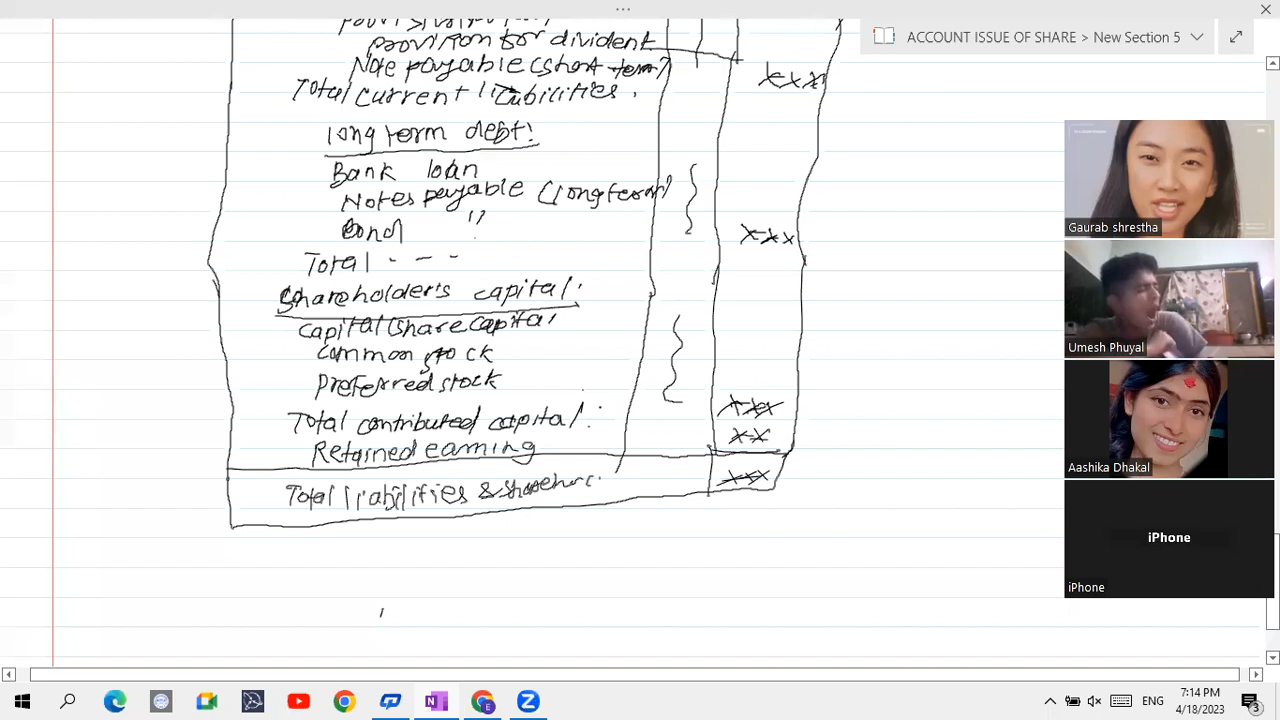 ACCOUNT ISSUE OF SHARE > New Section 5
provision for divident
Note payable (short term)
Total current liabilities .
xxx
long term debt:
Bank loan
Notes payable (long term)
Bond "
xxx
Total - - -
Shareholder's capital:
capital (share capital
common stock
preferred stock
Total contributed capital:
xxx
Retained earning
xx
Total liabilities & shareh
xxx
Gaurab shrestha
Umesh Phuyal
Aashika Dhakal
iPhone
iPhone
ENG
7:14 PM
4/18/2023
3